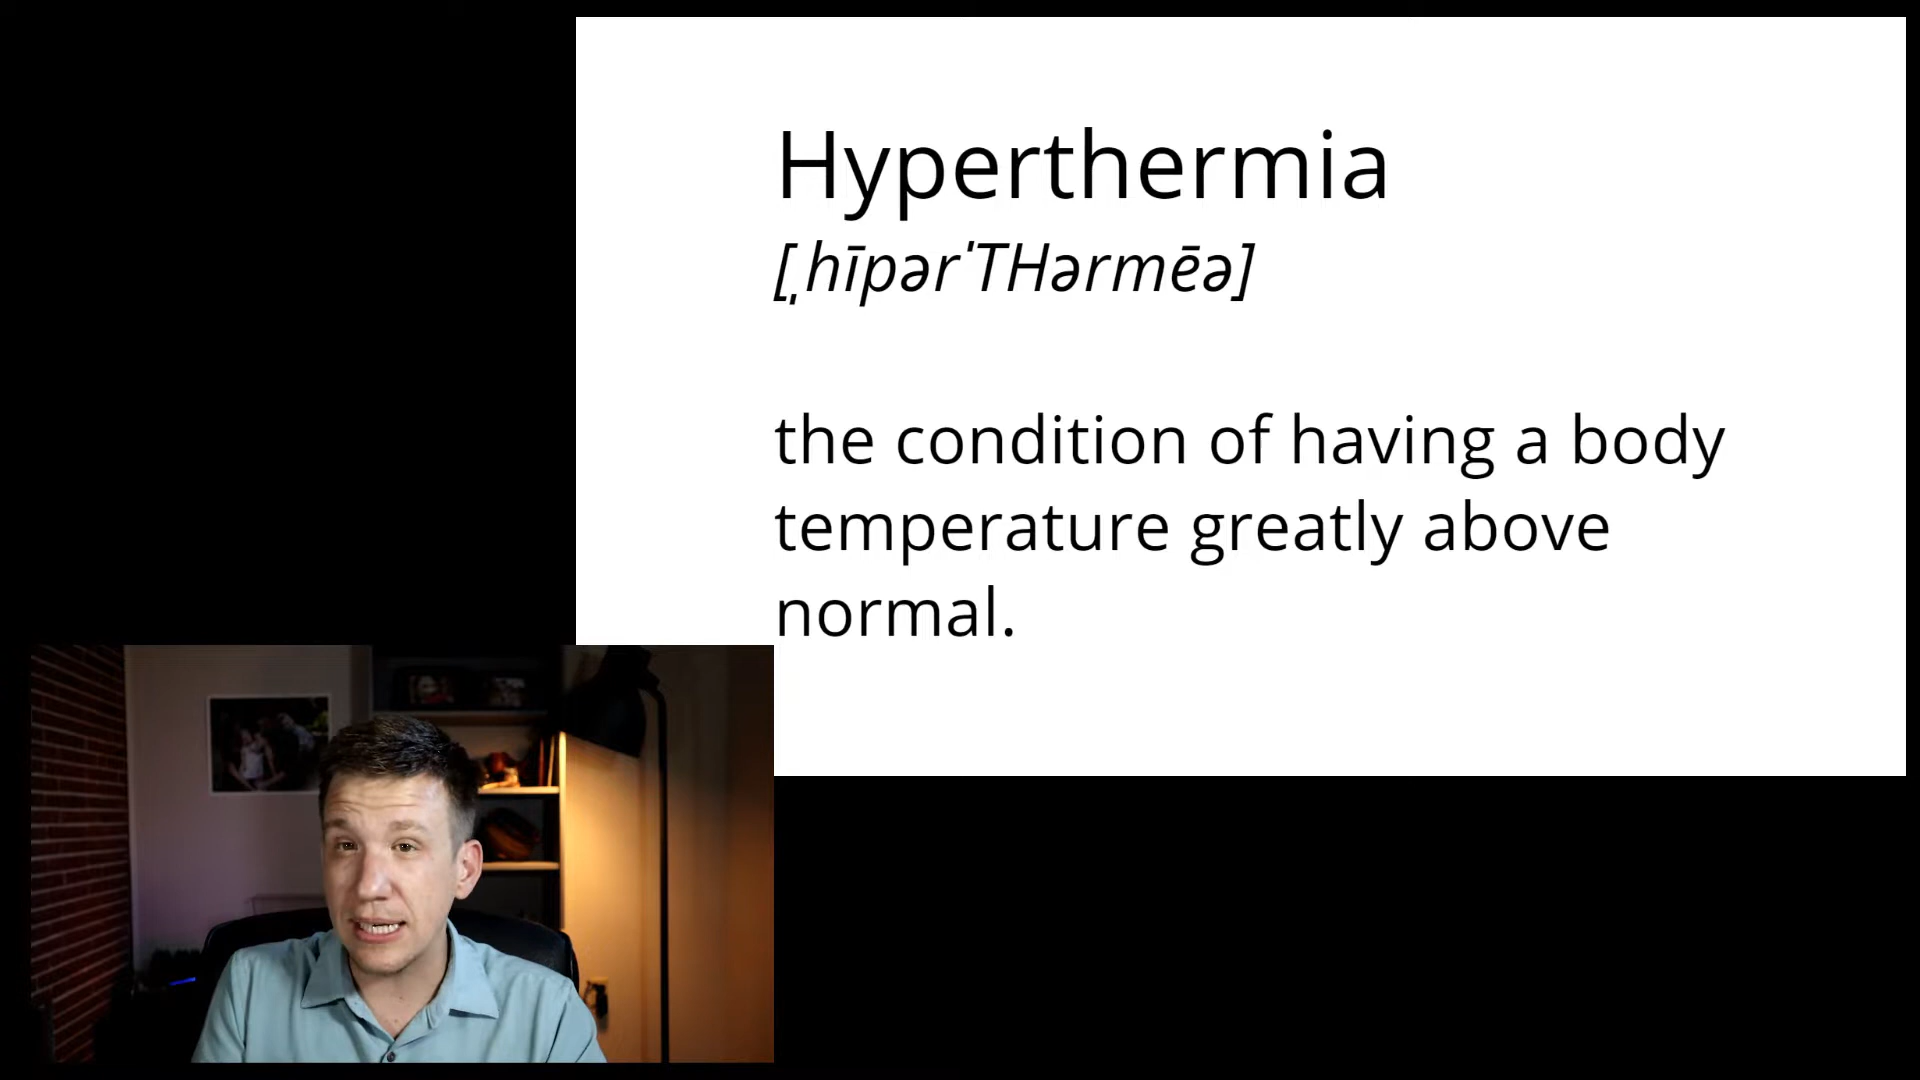 Hyperthermia
[ˌhīpərˈTHərmēə]
the condition of having a body
temperature greatly above
normal.